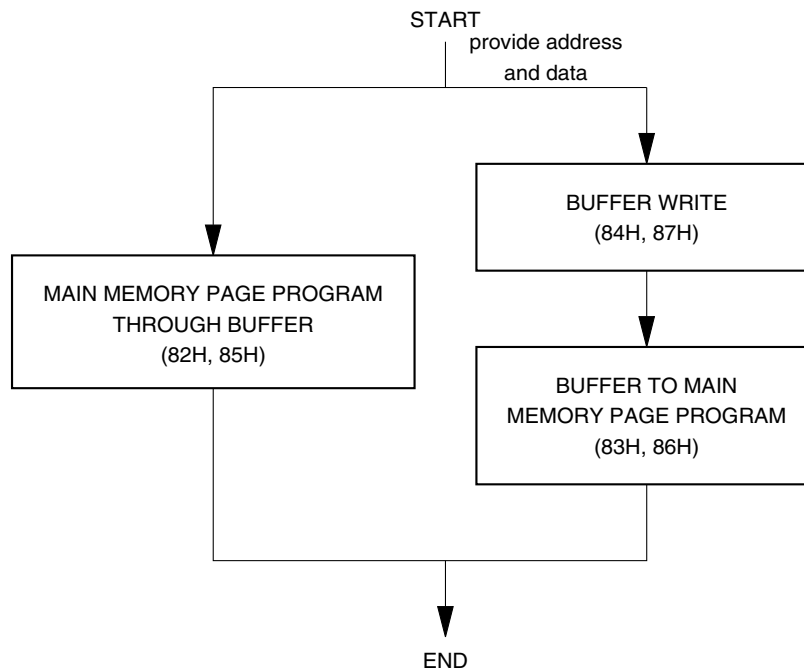 START
provide address
and data
BUFFER WRITE
(84H, 87H)
MAIN MEMORY PAGE PROGRAM
THROUGH BUFFER
(82H, 85H)
BUFFER TO MAIN
MEMORY PAGE PROGRAM
(83H, 86H)
END